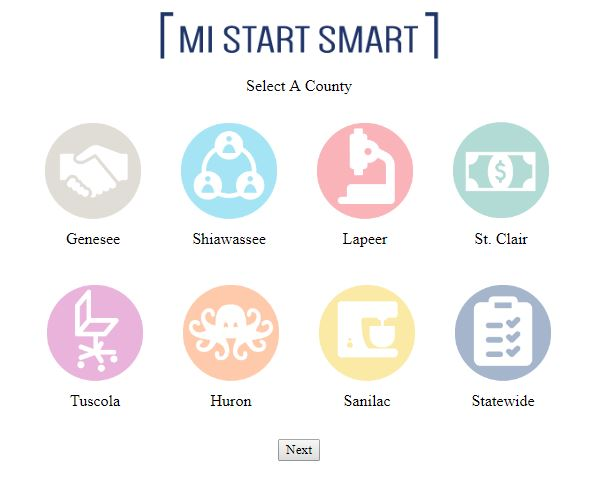 MI START SMART
Select A County
Genesee
Shiawassee
Lapeer
St. Clair
$
Tuscola
Huron
Sanilac
Statewide
Next